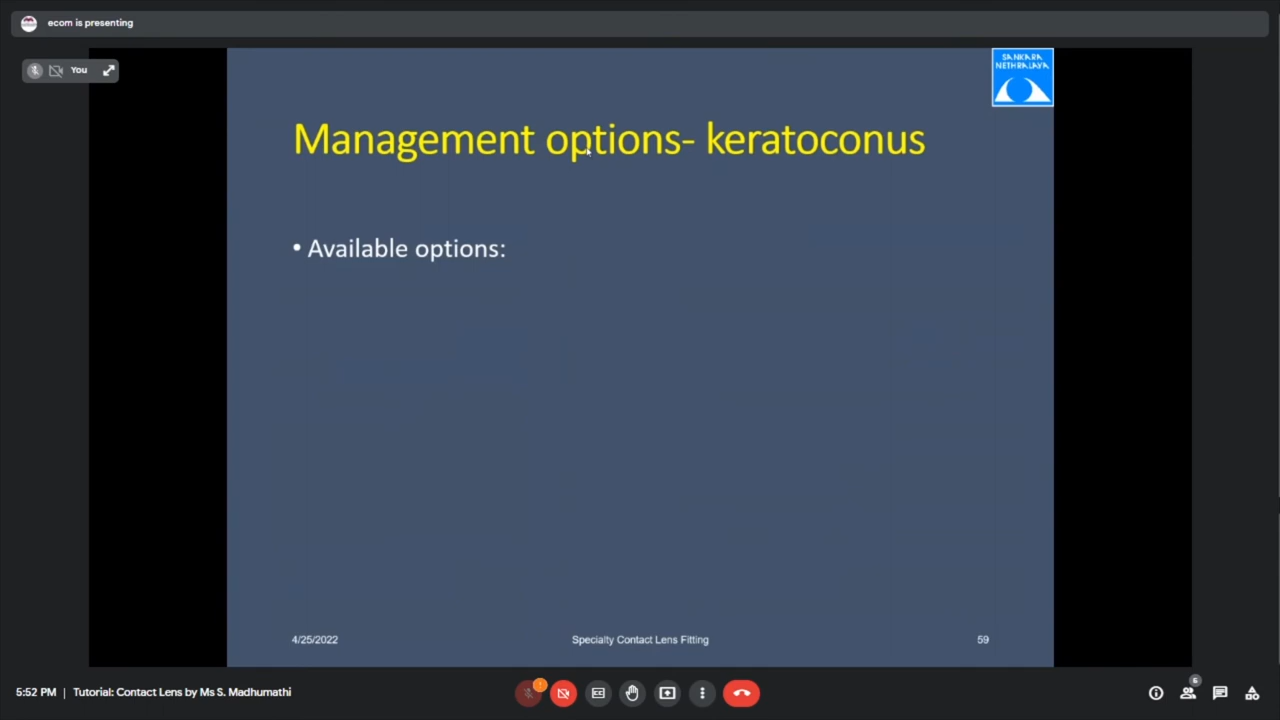 ecom is presenting
You
SANKARA
NETHRALAYA
Management options- keratoconus
• Available options:
4/25/2022
Specialty Contact Lens Fitting
59
5:52 PM | Tutorial: Contact Lens by Ms S. Madhumathi
6